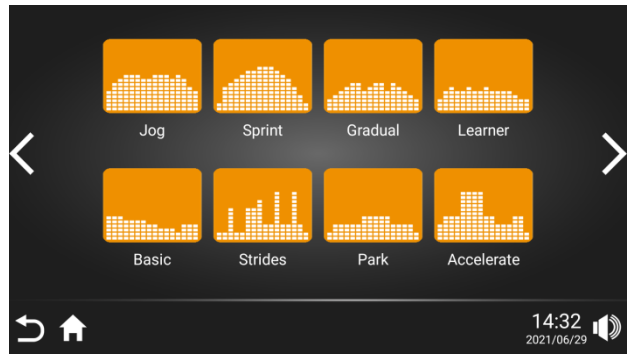 Jog
Sprint
Gradual
Learner
Basic
Strides
Park
Accelerate
14:32
2021/06/29